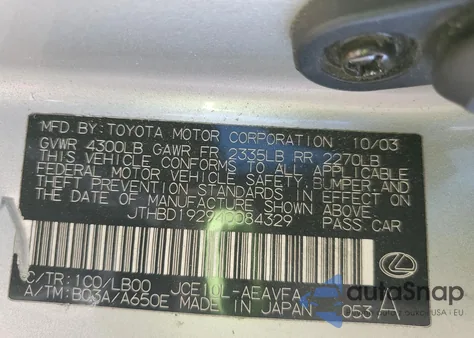 MFD. BY: TOYOTA MOTOR CORPORATION 10/03
GVWR 4300LB GAWR FR 2335LB RR 2270LB
THIS VEHICLE CONFORMS TO ALL APPLICABLE
FEDERAL MOTOR VEHICLE SAFETY, BUMPER, AND
THEFT PREVENTION STANDARDS IN EFFECT ON
THE DATE OF MANUFACTURE SHOWN ABOVE.
JTHBD192940084329 PASS. CAR
C/TR: 1C0/LB00 JCE10L-AEAVFA
A/TM: B03A/A650E MADE IN JAPAN 053 A
autoSnap